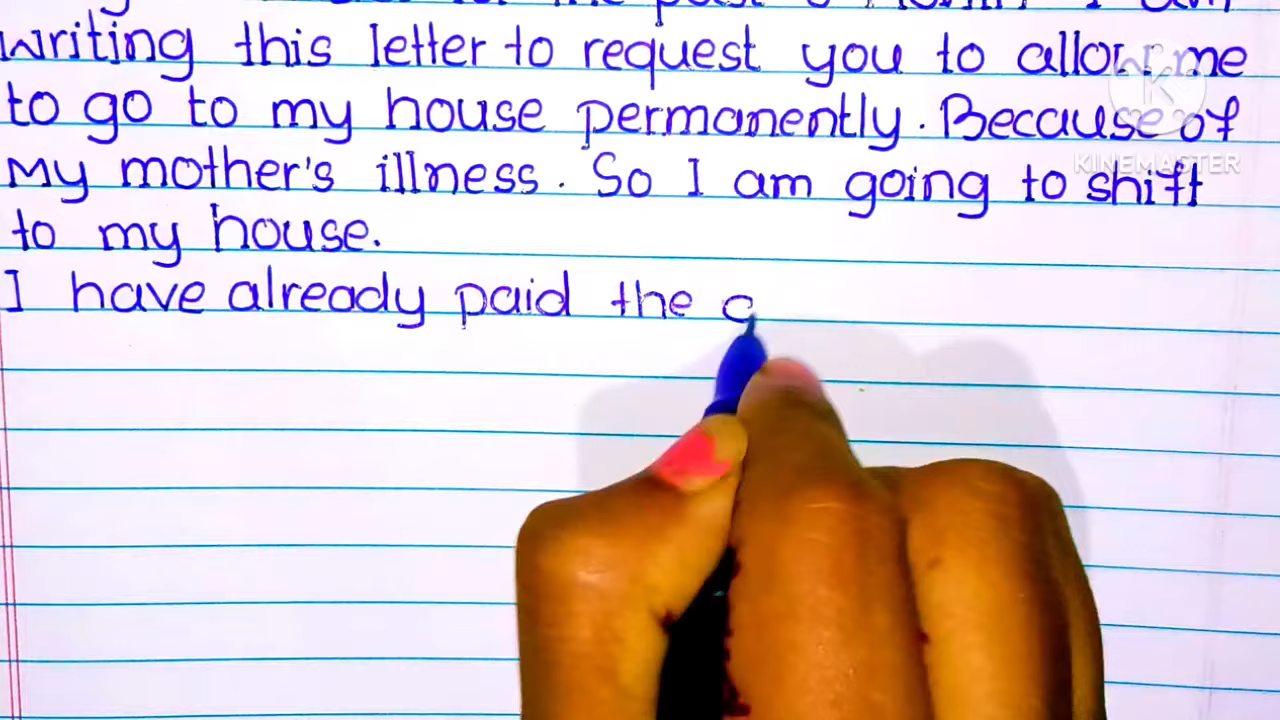 writing this letter to request you to allow me
to go to my house permanently. Because of
My mother's illness. So I am going to shift
to my house.
I have already paid the
KINEMASTER